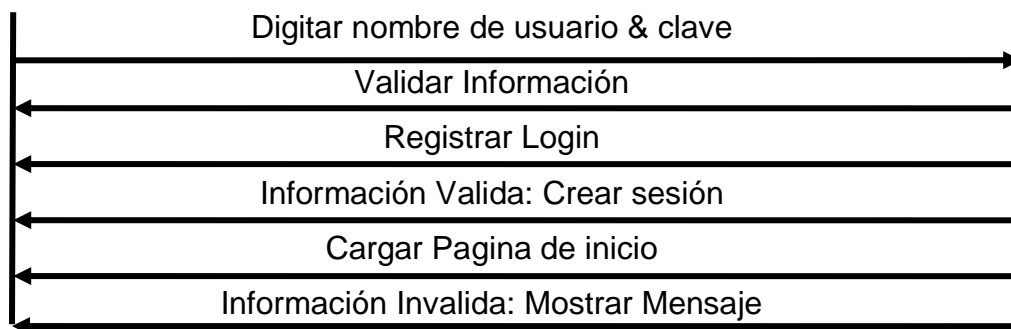 Digitar nombre de usuario & clave
Validar Información
Registrar Login
Información Valida: Crear sesión
Cargar Pagina de inicio
Información Invalida: Mostrar Mensaje